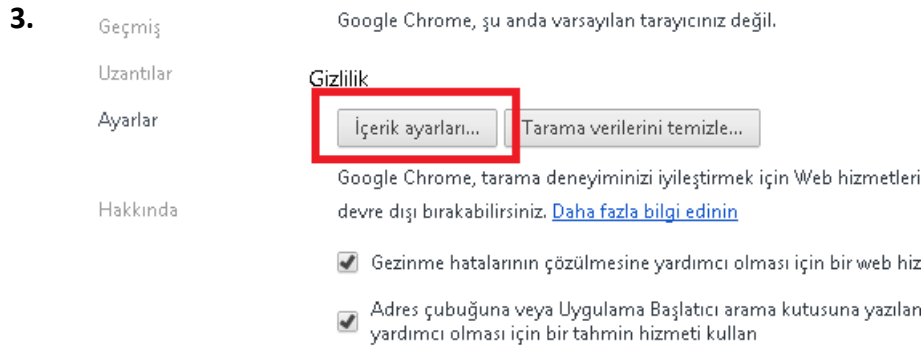 3.
Geçmiş
Google Chrome, şu anda varsayılan tarayıcınız değil.
Uzantılar
Gizlilik
Ayarlar
İçerik ayarları... Tarama verilerini temizle...
Google Chrome, tarama deneyiminizi iyileştirmek için Web hizmetleri
Hakkında
devre dışı bırakabilirsiniz. Daha fazla bilgi edinin
Gezinme hatalarının çözülmesine yardımcı olması için bir web hiz
Adres çubuğuna veya Uygulama Başlatıcı arama kutusuna yazılan
yardımcı olması için bir tahmin hizmeti kullan